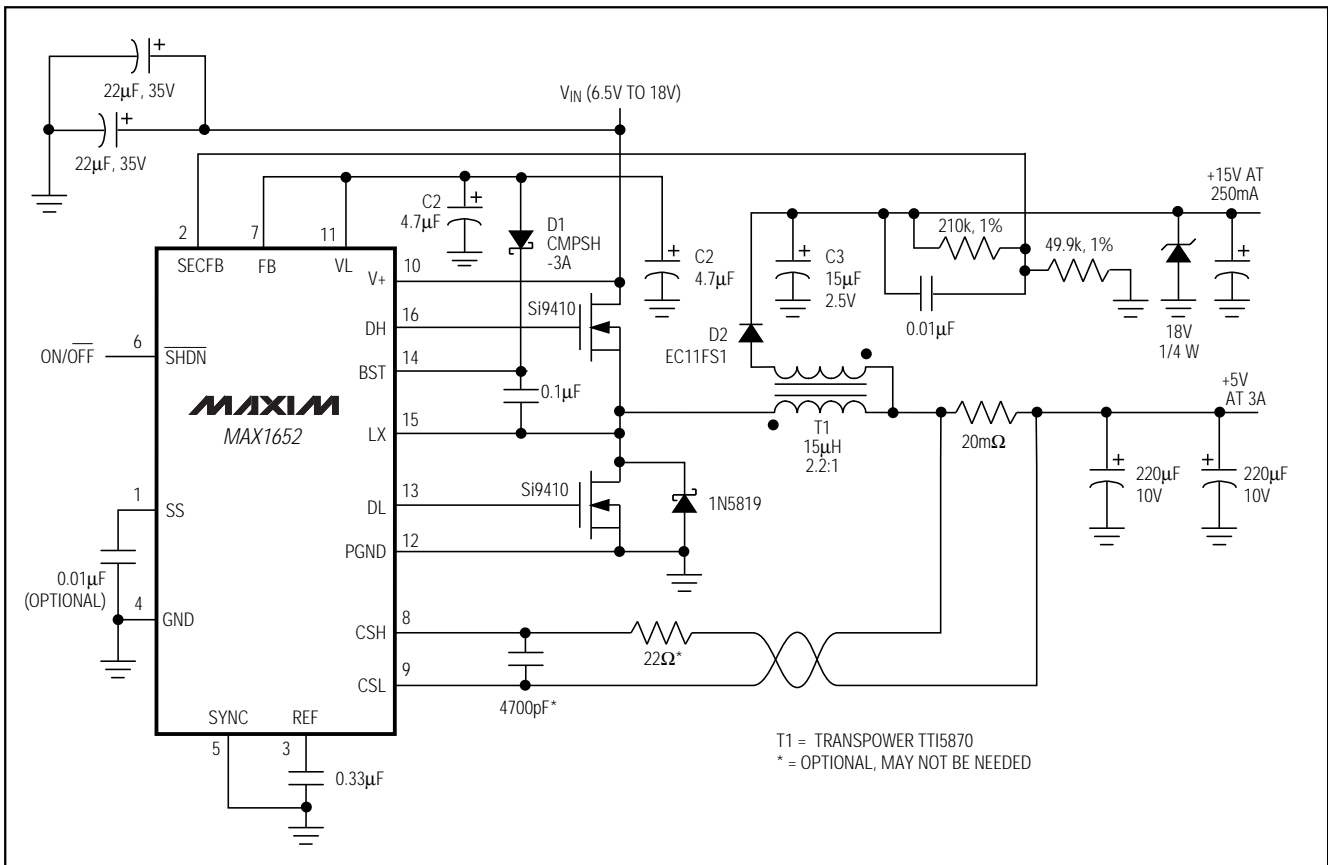 22μF, 35V
22μF, 35V
VIN (6.5V TO 18V)
+15V AT
250mA
C2
4.7μF
D1
CMPSH
-3A
C2
4.7μF
C3
15μF
2.5V
210k, 1%
49.9k, 1%
0.01μF
18V
1/4 W
D2
EC11FS1
2
7
11
SECFB
FB
VL
10
V+
Si9410
16
DH
6
ON/OFF
SHDN
14
BST
0.1μF
MAXIM
MAX1652
15
LX
T1
15μH
2.2:1
20mΩ
+5V
AT 3A
220μF
10V
220μF
10V
1
SS
Si9410
13
DL
1N5819
12
PGND
0.01μF
(OPTIONAL)
4
GND
8
CSH
22Ω*
9
CSL
4700pF*
SYNC
REF
5
3
0.33μF
T1 = TRANSPOWER TTI5870
* = OPTIONAL, MAY NOT BE NEEDED